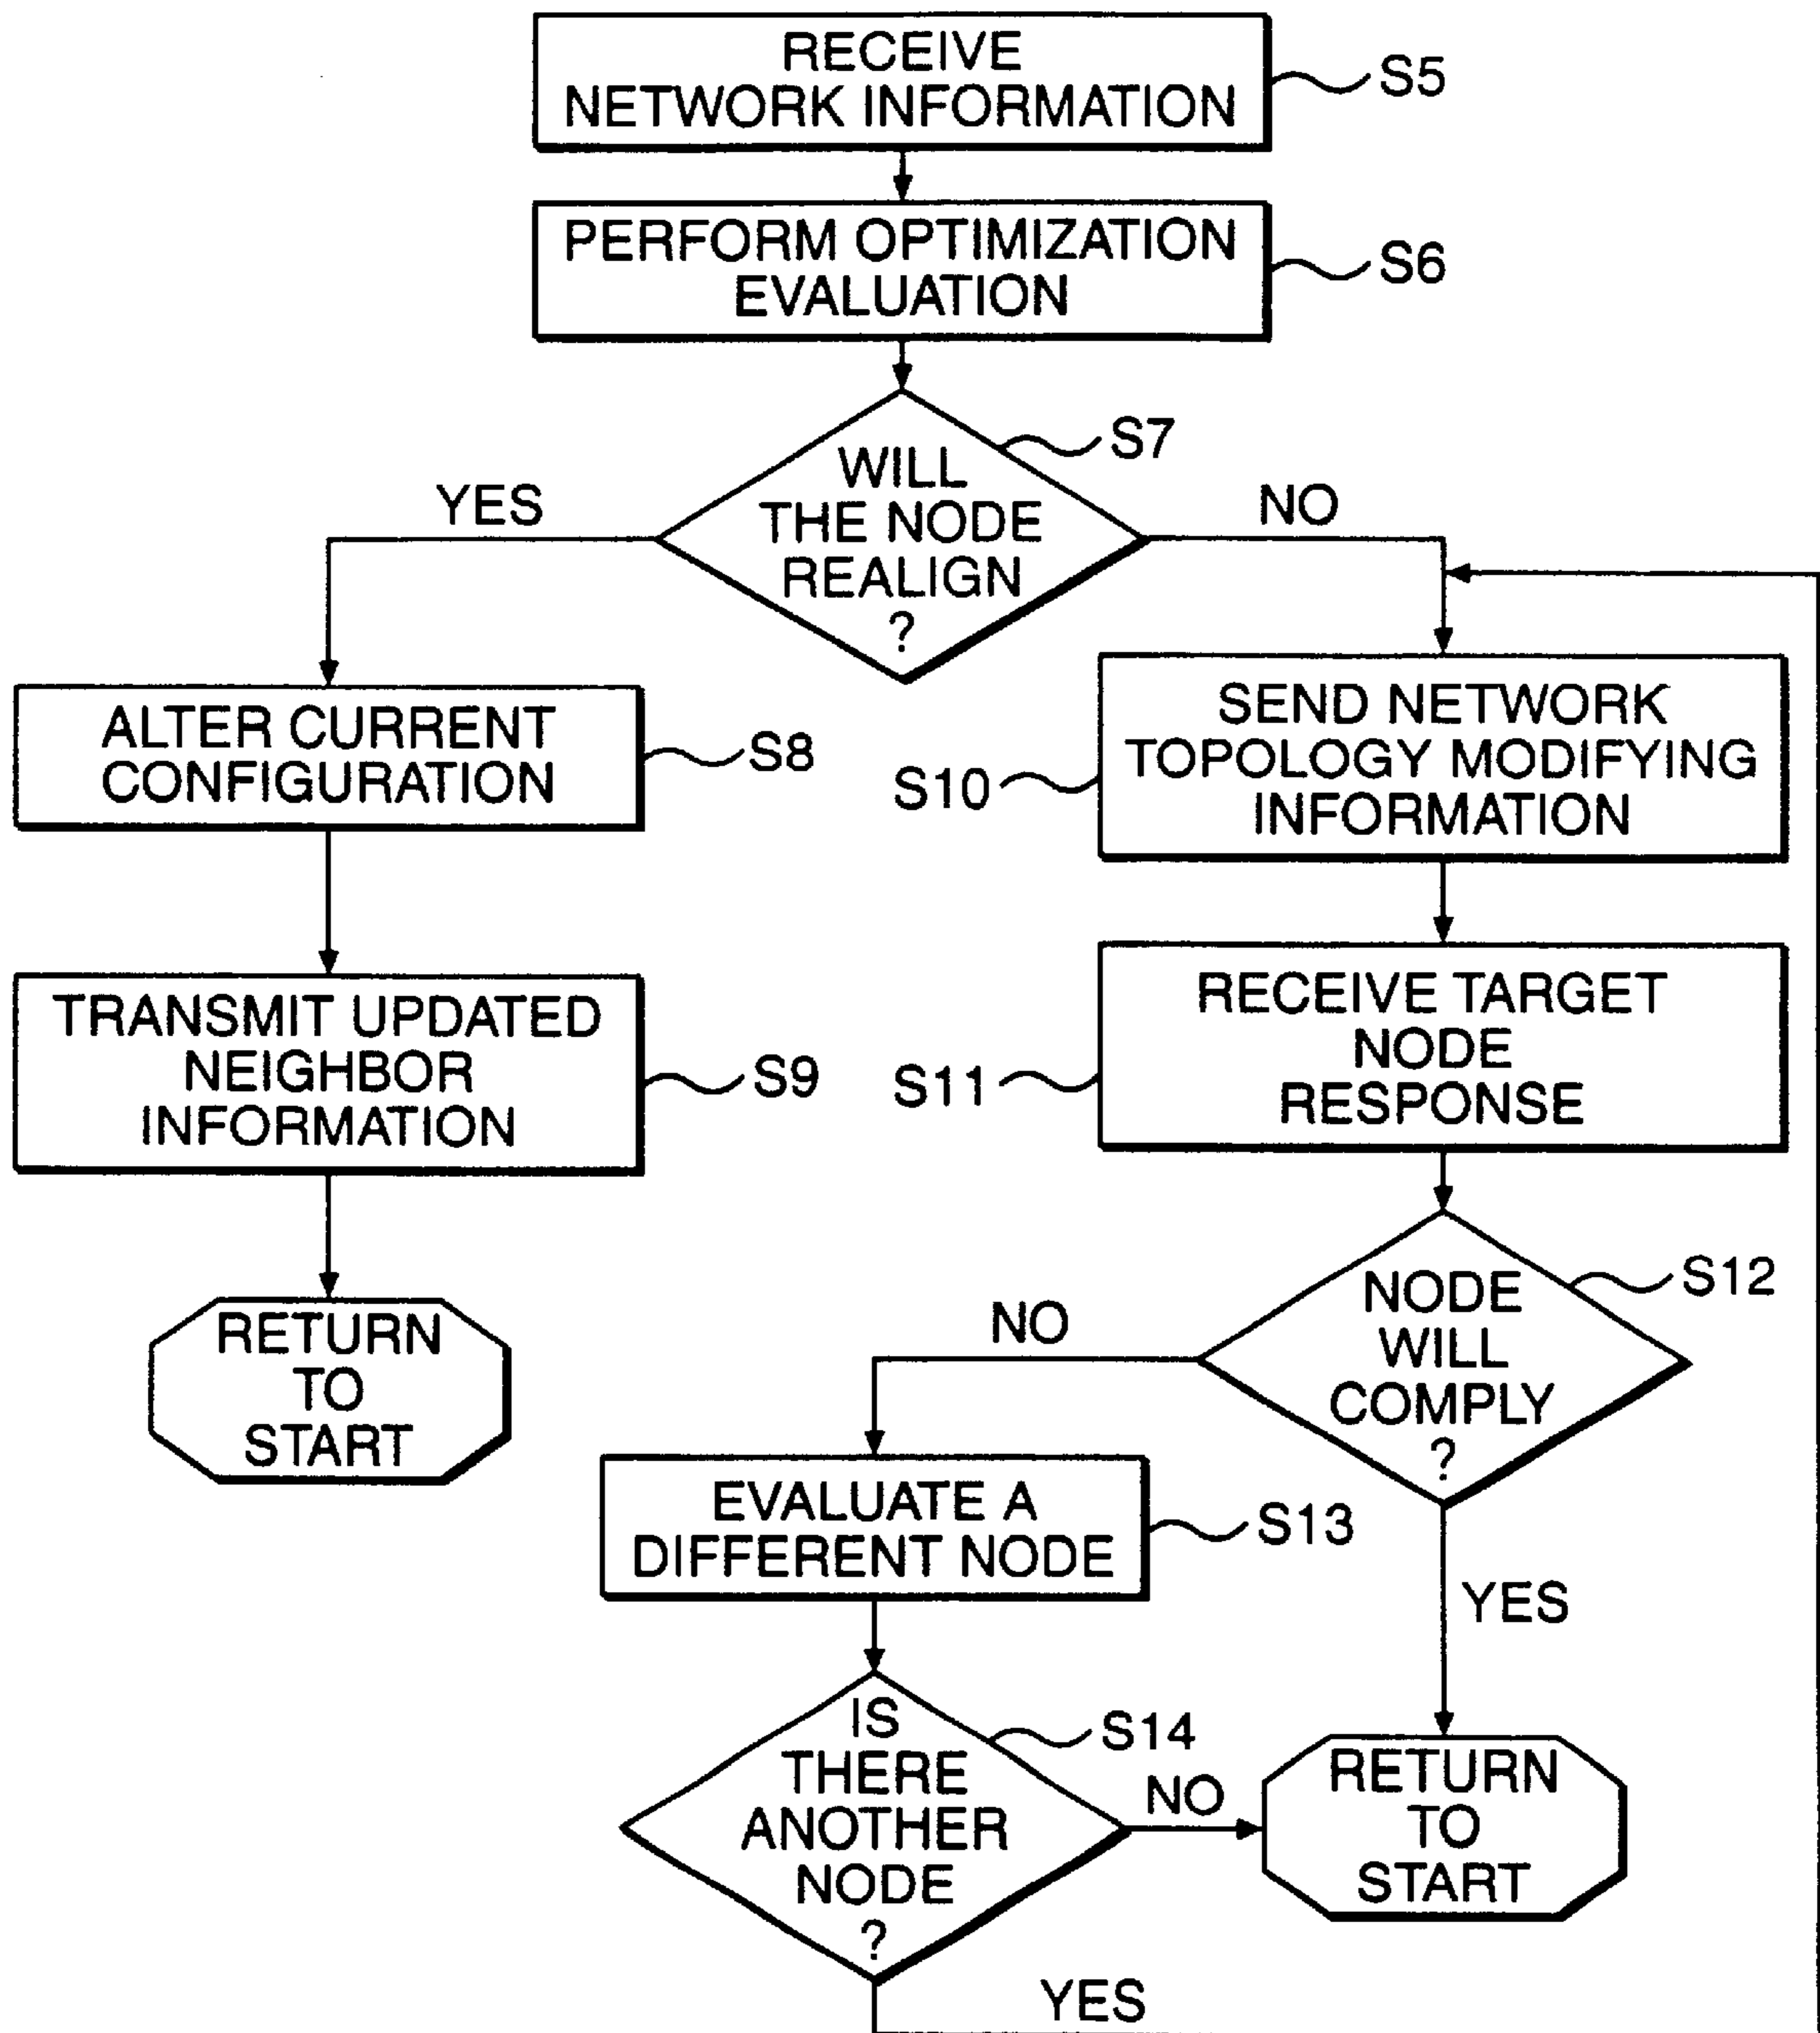 RECEIVE
NETWORK INFORMATION
S5
PERFORM OPTIMIZATION
EVALUATION
S6
S7
WILL
THE NODE
REALIGN
?
YES
NO
ALTER CURRENT
CONFIGURATION
S8
TRANSMIT UPDATED
NEIGHBOR
INFORMATION
S9
RETURN
TO
START
SEND NETWORK
TOPOLOGY MODIFYING
INFORMATION
S10
RECEIVE TARGET
NODE
RESPONSE
S11
NODE
WILL
COMPLY
?
S12
NO
YES
EVALUATE A
DIFFERENT NODE
S13
IS
THERE
ANOTHER
NODE
?
S14
NO
YES
RETURN
TO
START